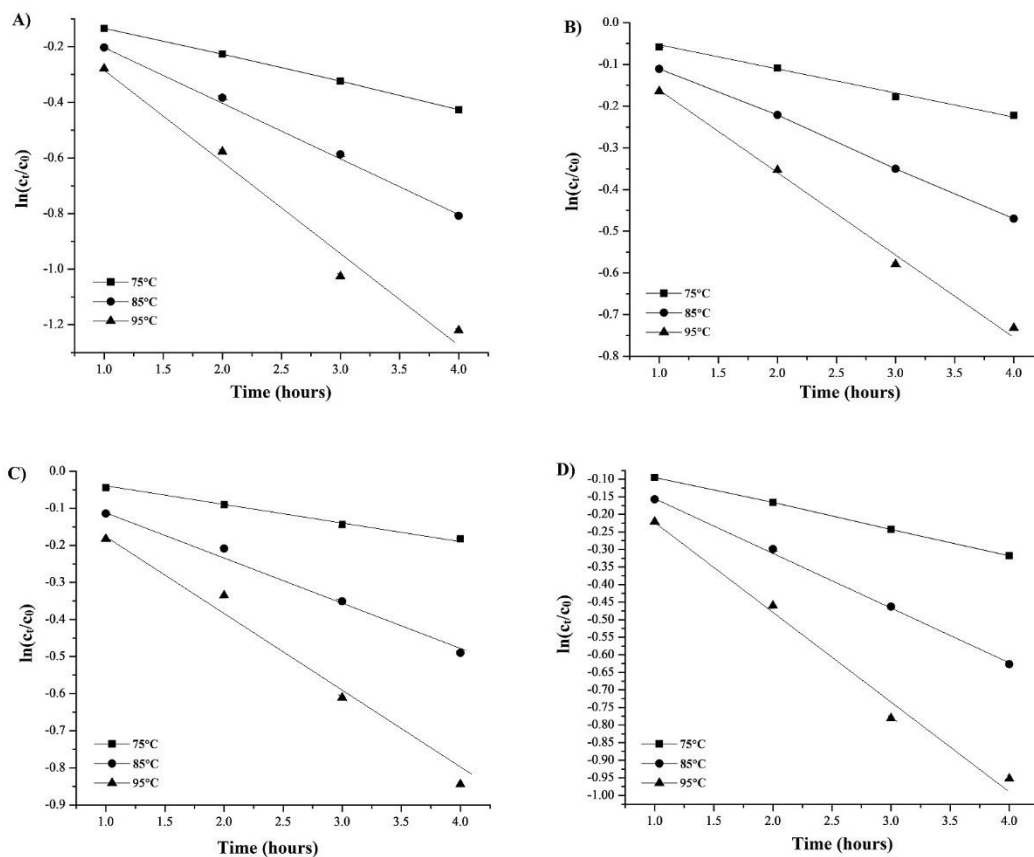 A)
-0.2
-0.4
-0.6
-0.8
-1.0
-1.2
ln(cₜ/c₀)
75°C
85°C
95°C
1.0 1.5 2.0 2.5 3.0 3.5 4.0
Time (hours)
B)
0.0
-0.1
-0.2
-0.3
-0.4
-0.5
-0.6
-0.7
-0.8
ln(cₜ/c₀)
75°C
85°C
95°C
1.0 1.5 2.0 2.5 3.0 3.5 4.0
Time (hours)
C)
0.0
-0.1
-0.2
-0.3
-0.4
-0.5
-0.6
-0.7
-0.8
-0.9
ln(cₜ/c₀)
75°C
85°C
95°C
1.0 1.5 2.0 2.5 3.0 3.5 4.0
Time (hours)
D)
-0.10
-0.15
-0.20
-0.25
-0.30
-0.35
-0.40
-0.45
-0.50
-0.55
-0.60
-0.65
-0.70
-0.75
-0.80
-0.85
-0.90
-0.95
-1.00
ln(cₜ/c₀)
75°C
85°C
95°C
1.0 1.5 2.0 2.5 3.0 3.5 4.0
Time (hours)